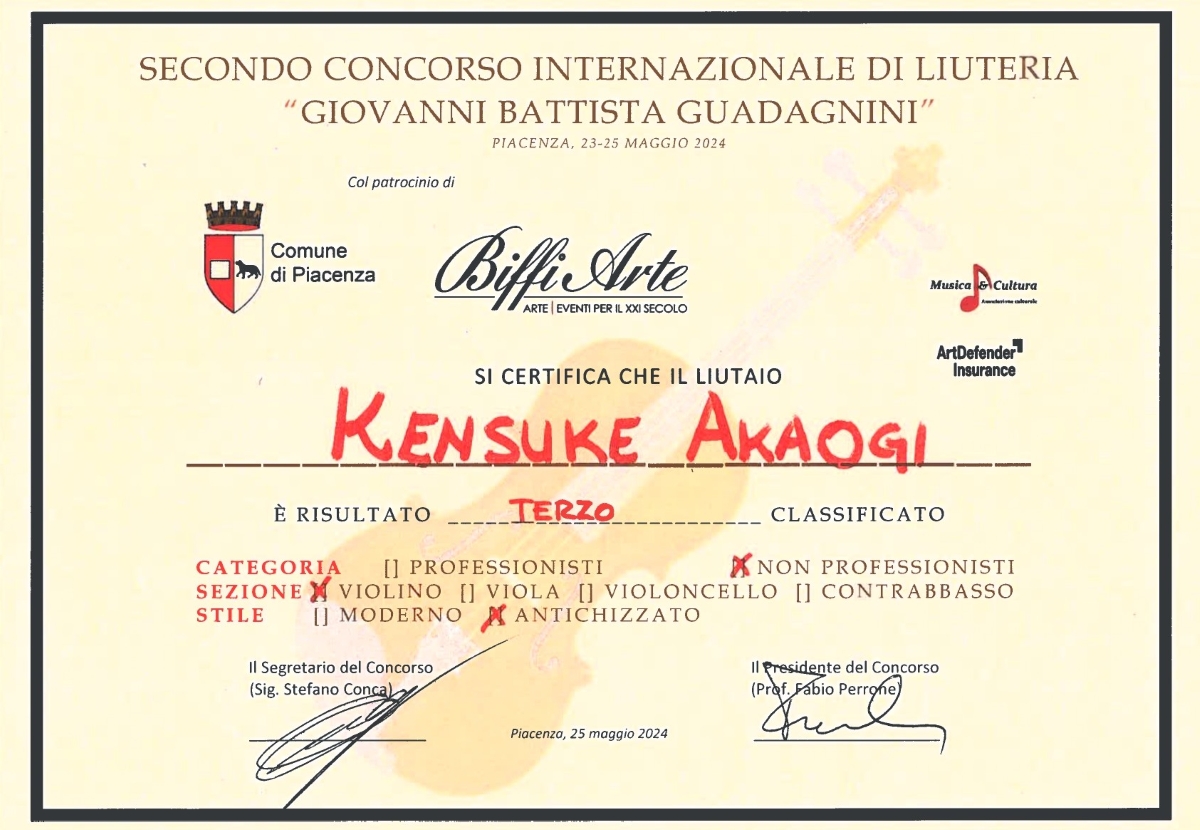 SECONDO CONCORSO INTERNAZIONALE DI LIUTERIA
"GIOVANNI BATTISTA GUADAGNINI"
PIACENZA, 23-25 MAGGIO 2024
Col patrocinio di
Comune
di Piacenza
Biffi Arte
ARTE | EVENTI PER IL XXI SECOLO
Musica & Cultura
Associazione culturale
ArtDefender
Insurance
SI CERTIFICA CHE IL LIUTAIO
KENSUKE AKAOGI
È RISULTATO TERZO CLASSIFICATO
CATEGORIA [] PROFESSIONISTI [X] NON PROFESSIONISTI
SEZIONE [X] VIOLINO [] VIOLA [] VIOLONCELLO [] CONTRABBASSO
STILE [] MODERNO [X] ANTICHIZZATO
Il Segretario del Concorso
(Sig. Stefano Conca)
Il Presidente del Concorso
(Prof. Fabio Perrone)
Piacenza, 25 maggio 2024